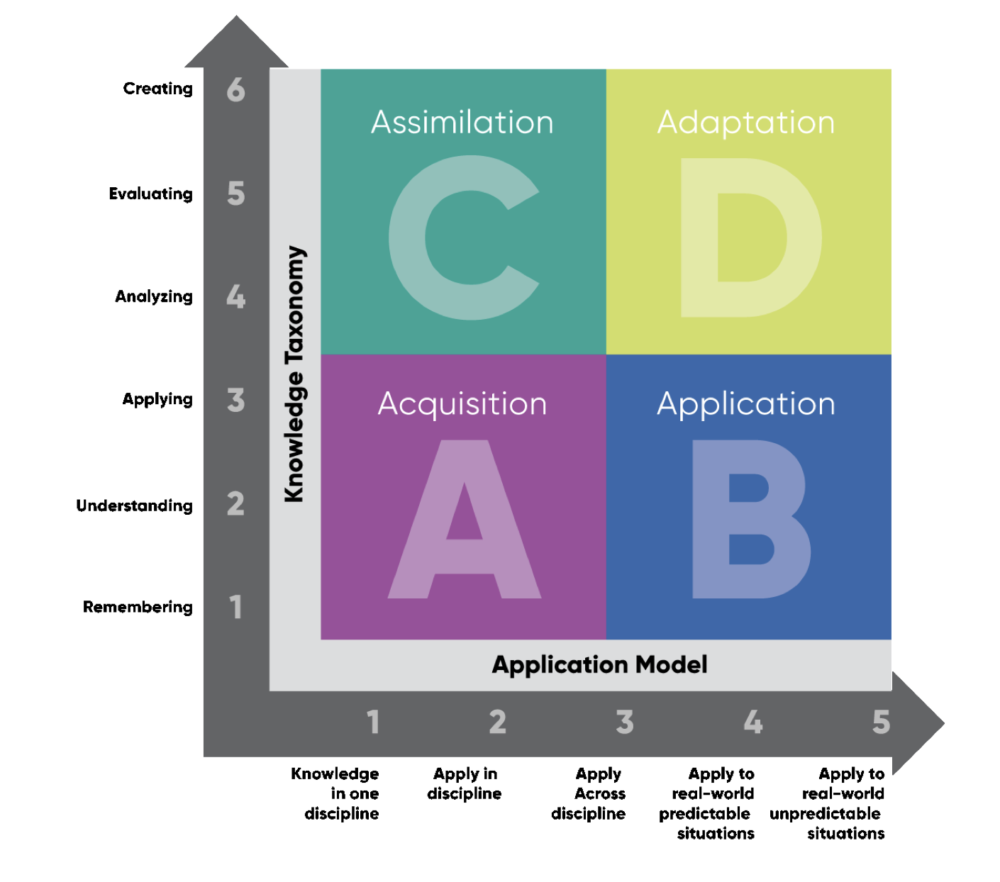 Creating
6
Evaluating
5
Analyzing
4
Applying
3
Understanding
2
Remembering
1
Knowledge Taxonomy
Assimilation
C
Adaptation
D
Acquisition
A
Application
B
Application Model
1
2
3
4
5
Knowledge
in one
discipline
Apply in
discipline
Apply
Across
discipline
Apply to
real-world
predictable
situations
Apply to
real-world
unpredictable
situations